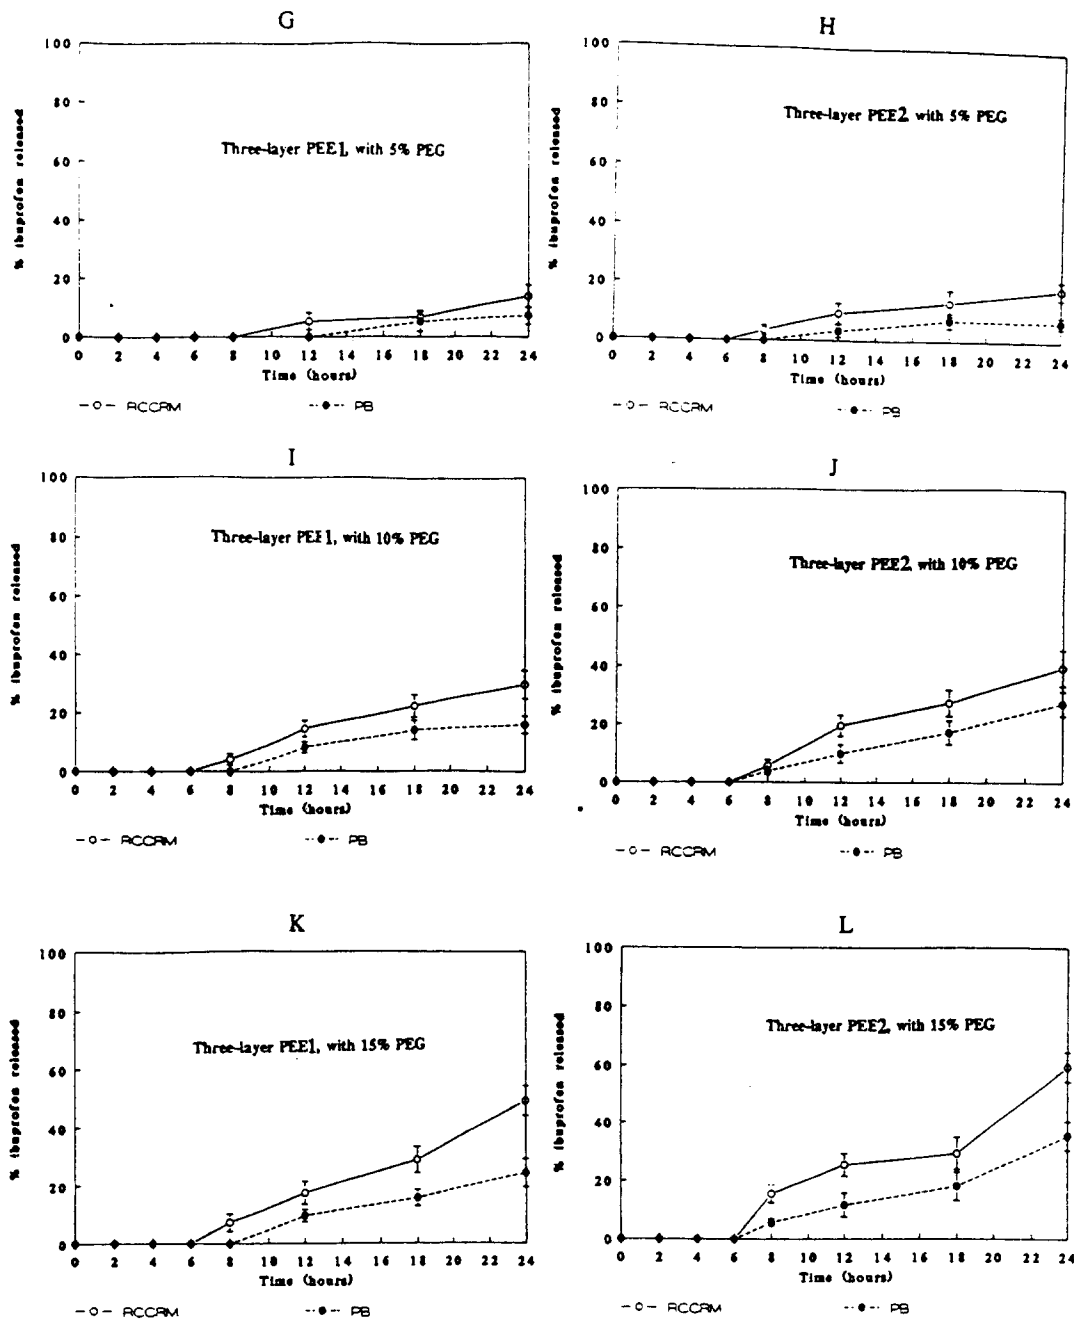 G
100
80
60
40
20
0
% ibuprofen released
Three-layer PEE1, with 5% PEG
0 2 4 6 8 10 12 14 16 18 20 22 24
Time (hours)
RCCRM PB
H
100
80
60
40
20
0
% ibuprofen released
Three-layer PEE2, with 5% PEG
0 2 4 6 8 10 12 14 16 18 20 22 24
Time (hours)
RCCRM PB
I
100
80
60
40
20
0
% ibuprofen released
Three-layer PEE1, with 10% PEG
0 2 4 6 8 10 12 14 16 18 20 22 24
Time (hours)
RCCRM PB
J
100
80
60
40
20
0
% ibuprofen released
Three-layer PEE2, with 10% PEG
0 2 4 6 8 10 12 14 16 18 20 22 24
Time (hours)
RCCRM PB
K
100
80
60
40
20
0
% ibuprofen released
Three-layer PEE1, with 15% PEG
0 2 4 6 8 10 12 14 16 18 20 22 24
Time (hours)
RCCRM PB
L
100
80
60
40
20
0
% ibuprofen released
Three-layer PEE2, with 15% PEG
0 2 4 6 8 10 12 14 16 18 20 22 24
Time (hours)
RCCRM PB